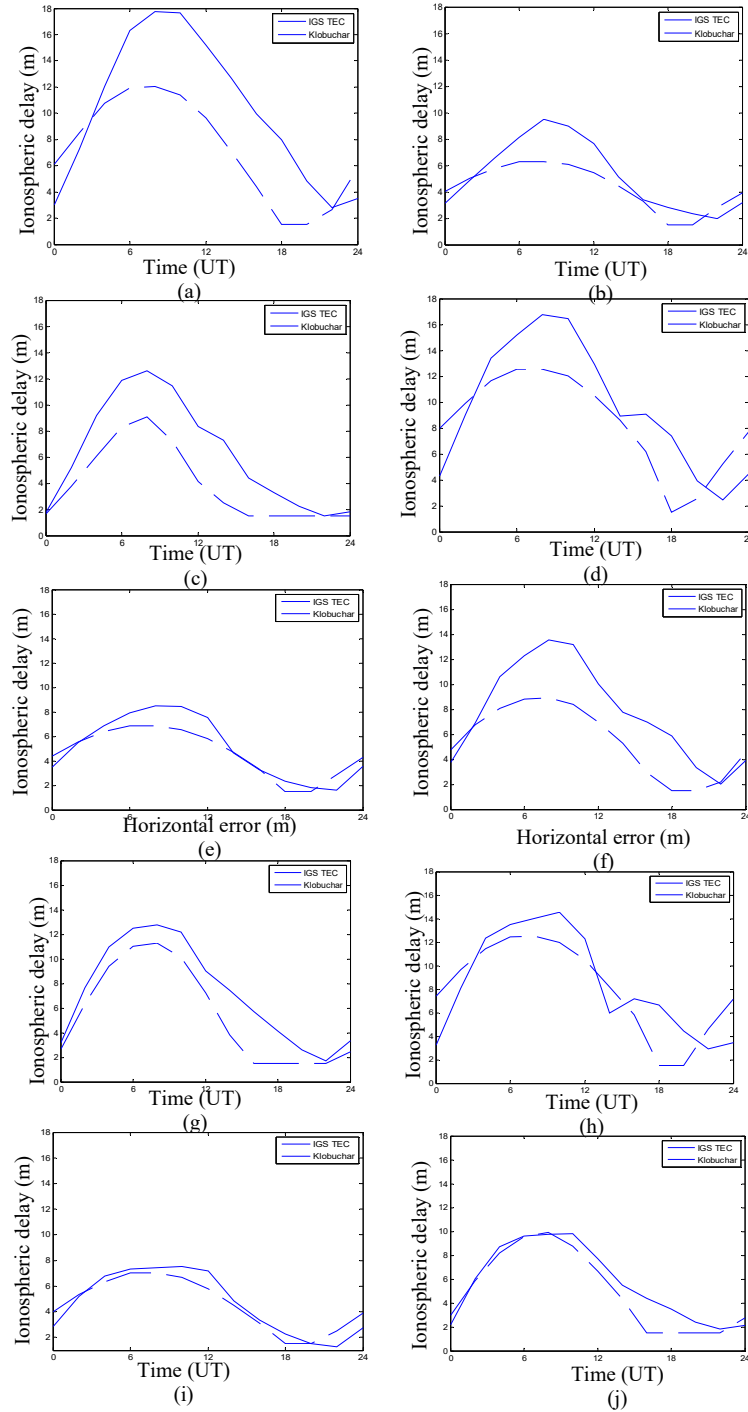 18
16
14
12
10
8
6
4
2
0
Ionospheric delay (m)
IGS TEC
Klobuchar
0
6
12
18
24
Time (UT)
(a)
18
16
14
12
10
8
6
4
2
0
Ionospheric delay (m)
IGS TEC
Klobuchar
0
6
12
18
24
Time (UT)
(b)
18
16
14
12
10
8
6
4
2
0
Ionospheric delay (m)
IGS TEC
Klobuchar
0
6
12
18
24
Time (UT)
(c)
18
16
14
12
10
8
6
4
2
0
Ionospheric delay (m)
IGS TEC
Klobuchar
0
6
12
18
24
Time (UT)
(d)
18
16
14
12
10
8
6
4
2
0
Ionospheric delay (m)
IGS TEC
Klobuchar
0
6
12
18
24
Horizontal error (m)
(e)
18
16
14
12
10
8
6
4
2
0
Ionospheric delay (m)
IGS TEC
Klobuchar
0
6
12
18
24
Horizontal error (m)
(f)
18
16
14
12
10
8
6
4
2
0
Ionospheric delay (m)
IGS TEC
Klobuchar
0
6
12
18
24
Time (UT)
(g)
18
16
14
12
10
8
6
4
2
0
Ionospheric delay (m)
IGS TEC
Klobuchar
0
6
12
18
24
Time (UT)
(h)
18
16
14
12
10
8
6
4
2
Ionospheric delay (m)
IGS TEC
Klobuchar
0
6
12
18
24
Time (UT)
(i)
18
16
14
12
10
8
6
4
2
0
Ionospheric delay (m)
IGS TEC
Klobuchar
0
6
12
18
24
Time (UT)
(j)